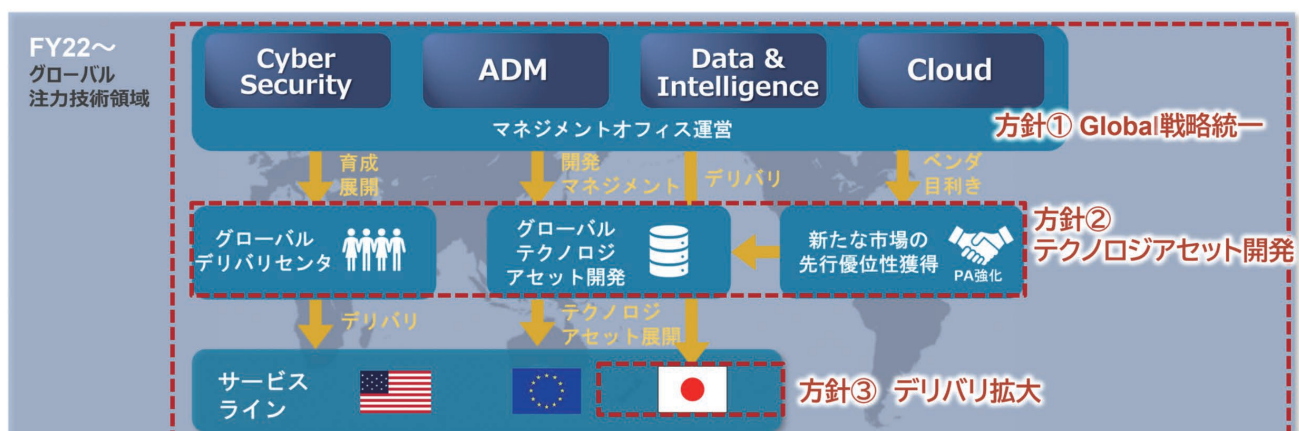 FY22～
グローバル
注力技術領域
Cyber
Security
ADM
Data &
Intelligence
Cloud
マネジメントオフィス運営
方針① Global戦略統一
育成
展開
開発
マネジメント
デリバリ
ベンダ
目利き
グローバル
デリバリセンタ
グローバル
テクノロジ
アセット開発
新たな市場の
先行優位性獲得
PA強化
方針②
テクノロジアセット開発
デリバリ
テクノロジ
アセット展開
サービス
ライン
方針③ デリバリ拡大